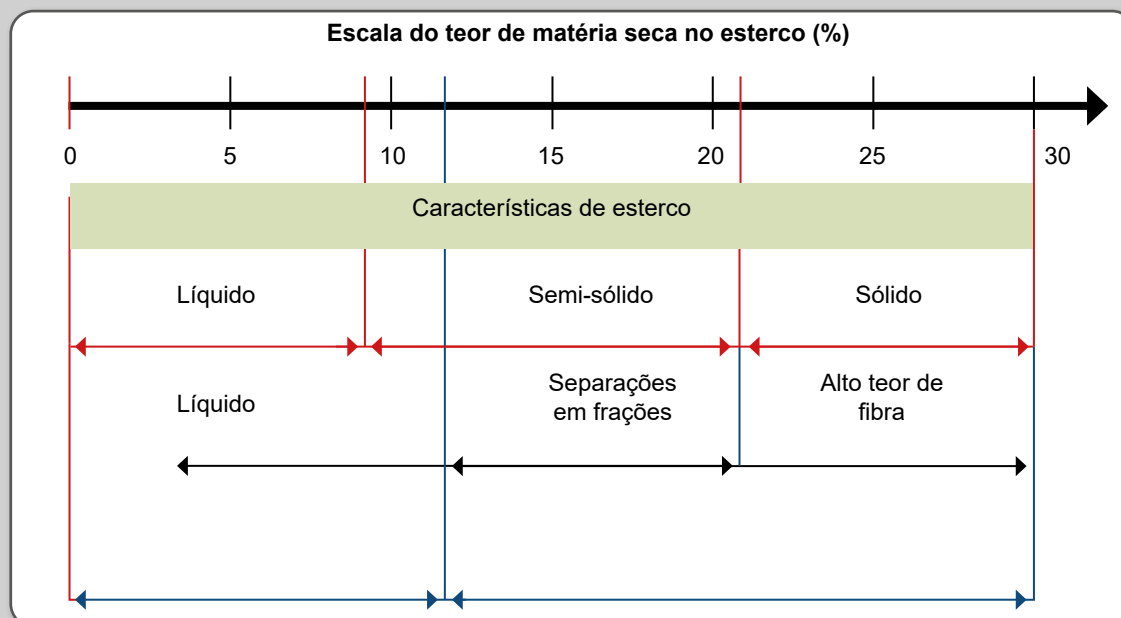 Escala do teor de matéria seca no esterco (%)
0 5 10 15 20 25 30
Características de esterco
Líquido Semi-sólido Sólido
Líquido
Separações
em frações
Alto teor de
fibra